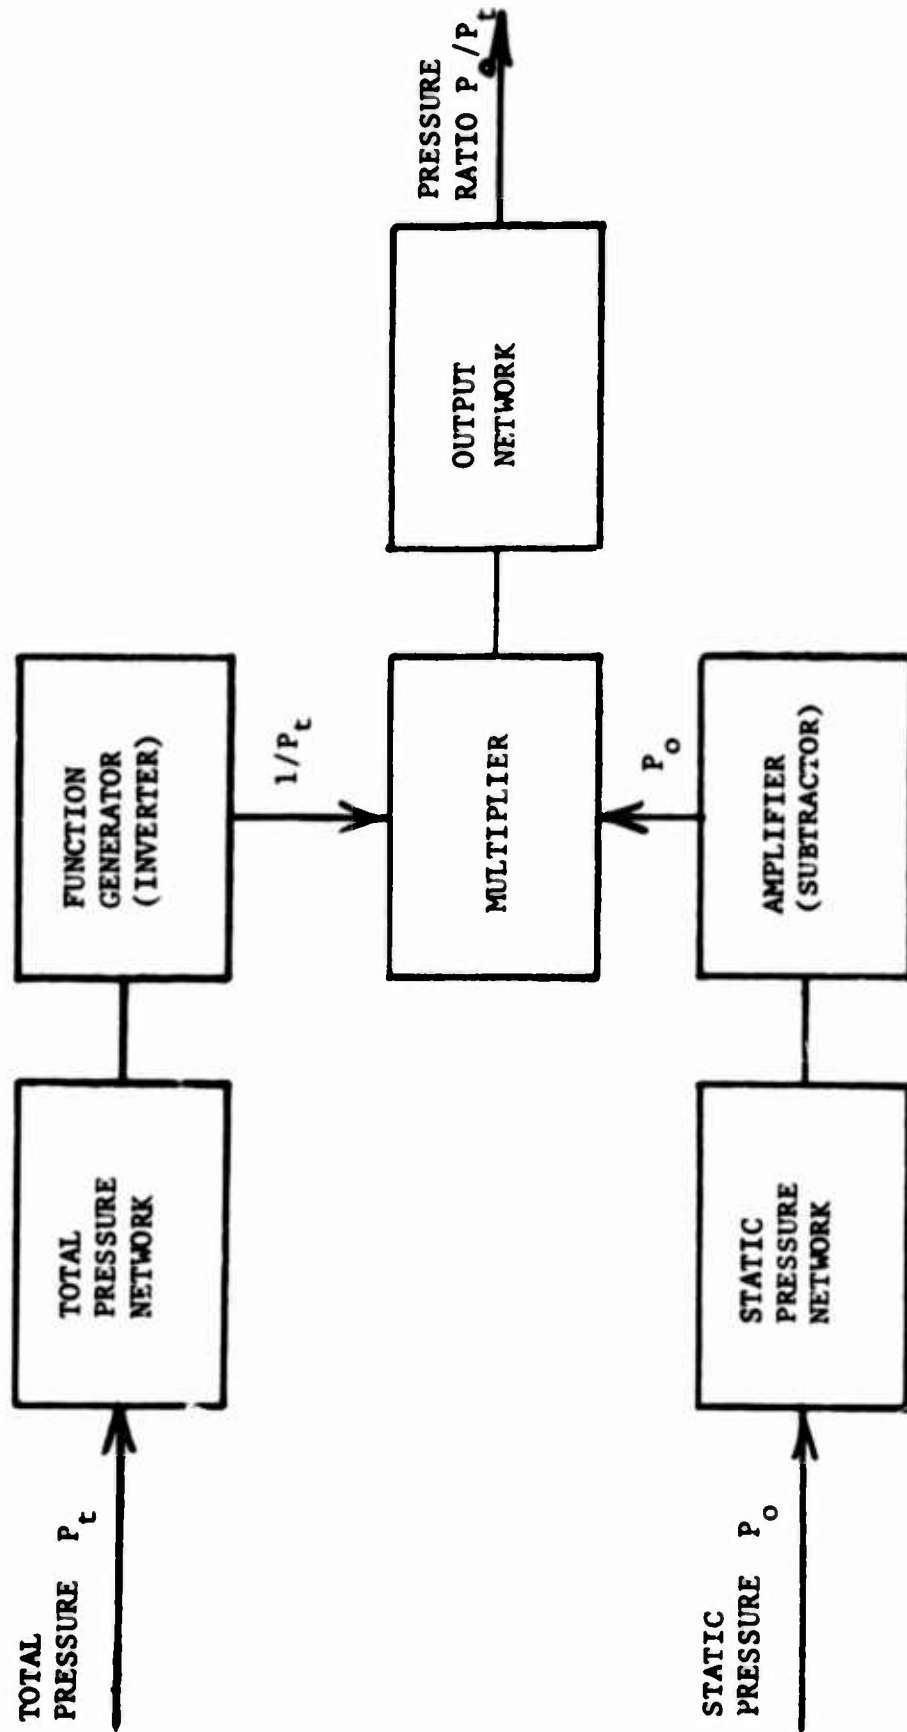 TOTAL
PRESSURE P_t
TOTAL
PRESSURE
NETWORK
FUNCTION
GENERATOR
(INVERTER)
1/P_t
MULTIPLIER
OUTPUT
NETWORK
PRESSURE
RATIO P_o/P_t
STATIC
PRESSURE P_o
STATIC
PRESSURE
NETWORK
AMPLIFIER
(SUBTRACTOR)
P_o